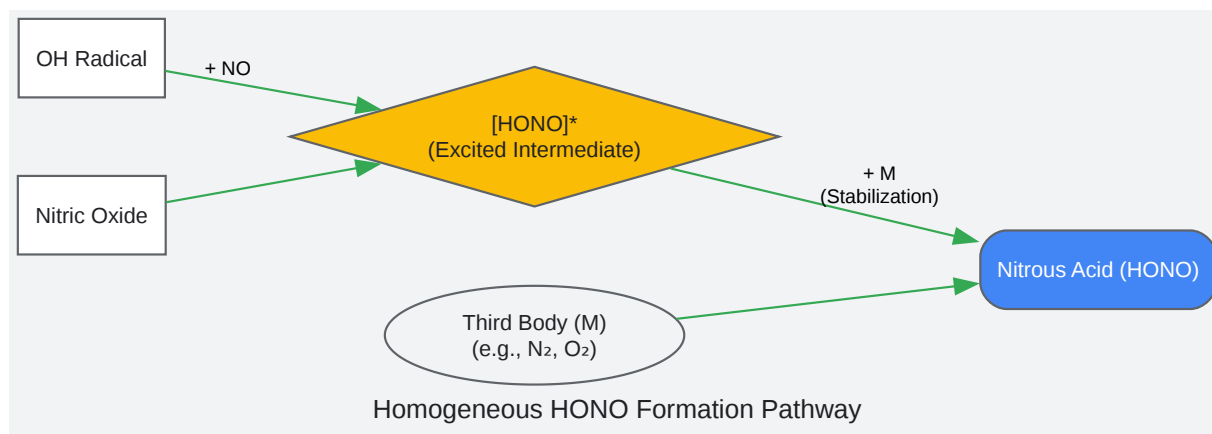 OH Radical
+ NO
[HONO]*
(Excited Intermediate)
+ M
(Stabilization)
Nitric Oxide
Nitrous Acid (HONO)
Third Body (M)
(e.g., N₂, O₂)
Homogeneous HONO Formation Pathway